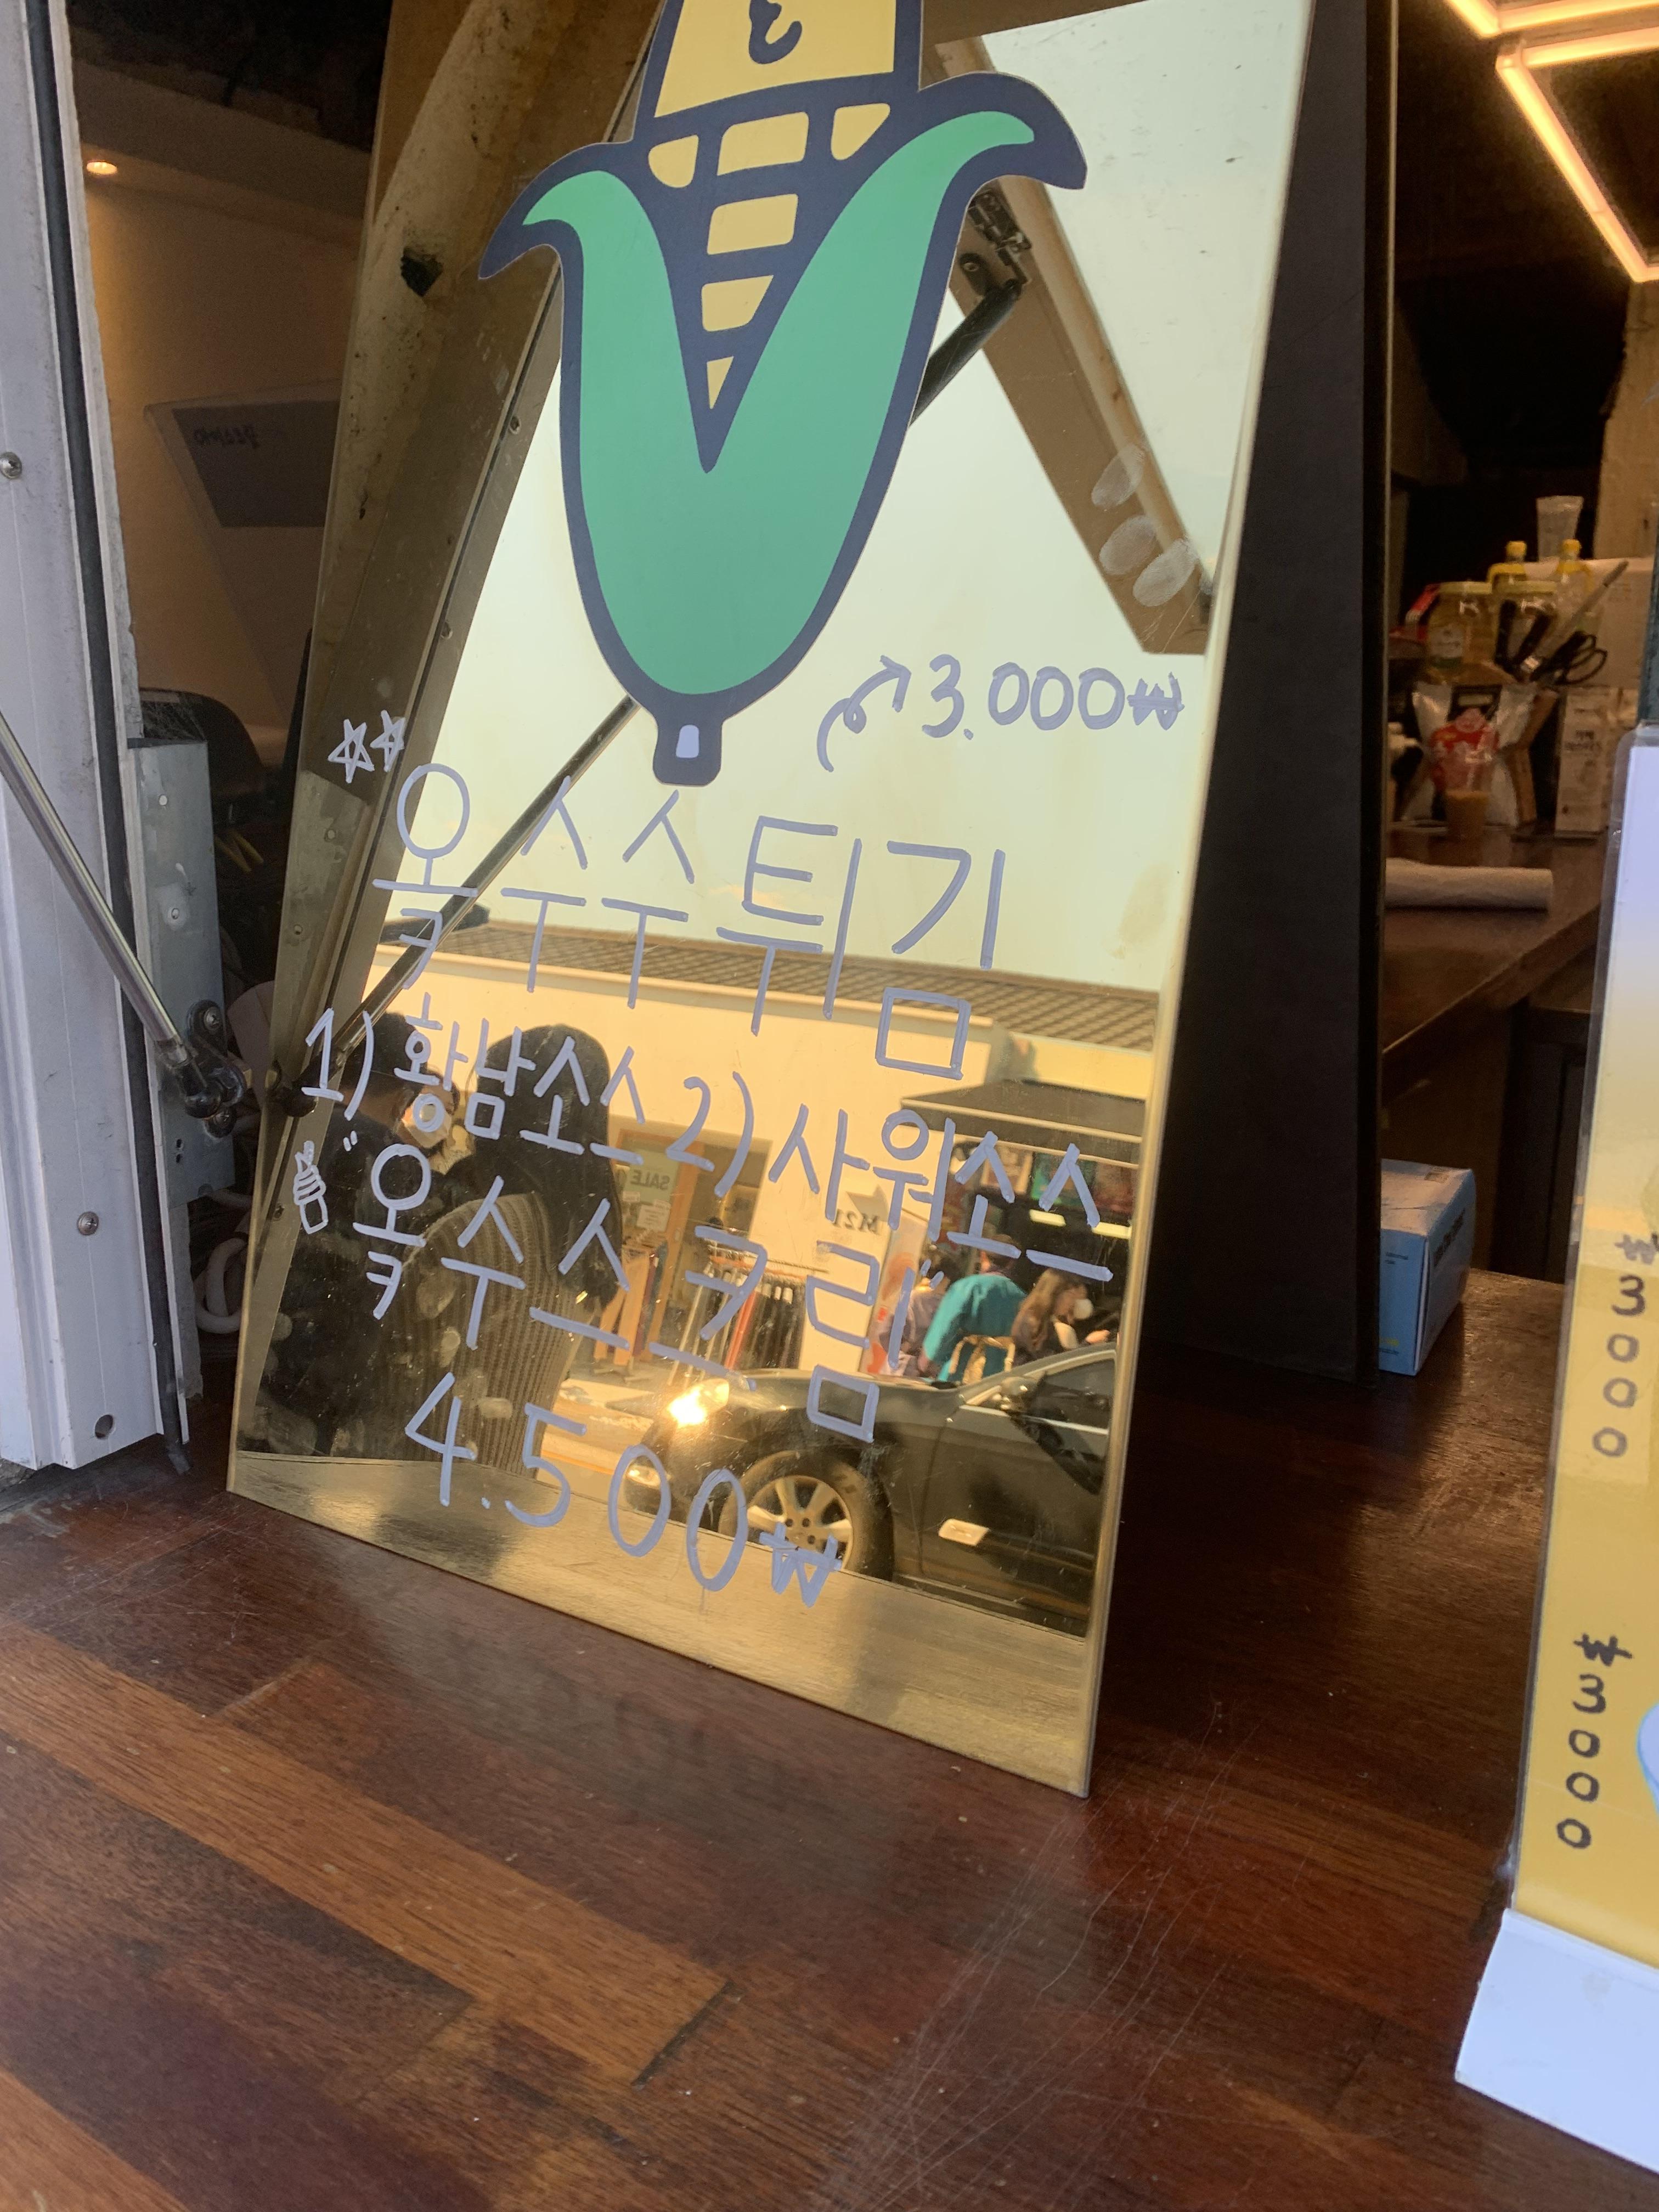 3.000₩
옥수수튀김
1) 황남소스 2) 사워소스
"옥수스크림"
4.500₩
₩3000
₩3000